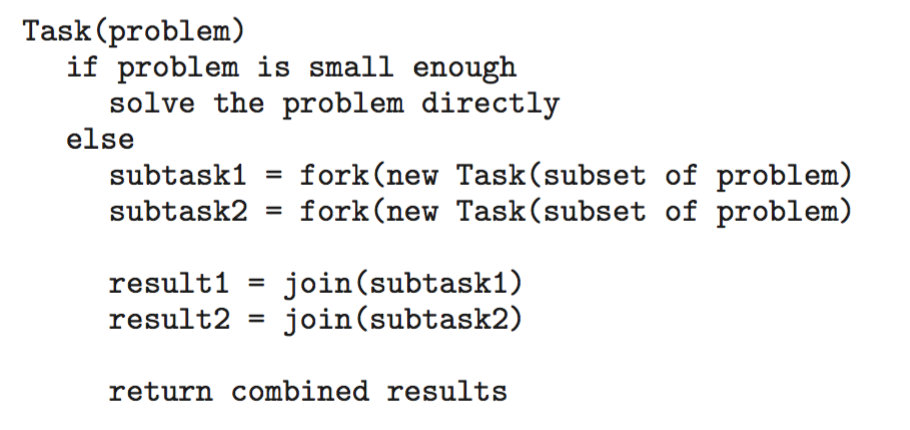 Task(problem)
if problem is small enough
solve the problem directly
else
subtask1 = fork(new Task(subset of problem)
subtask2 = fork(new Task(subset of problem)
result1 = join(subtask1)
result2 = join(subtask2)
return combined results